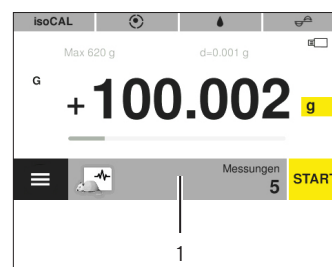 isoCAL
Max 620 g d=0.001 g
G
+100.002 g
Messungen
5
START
1